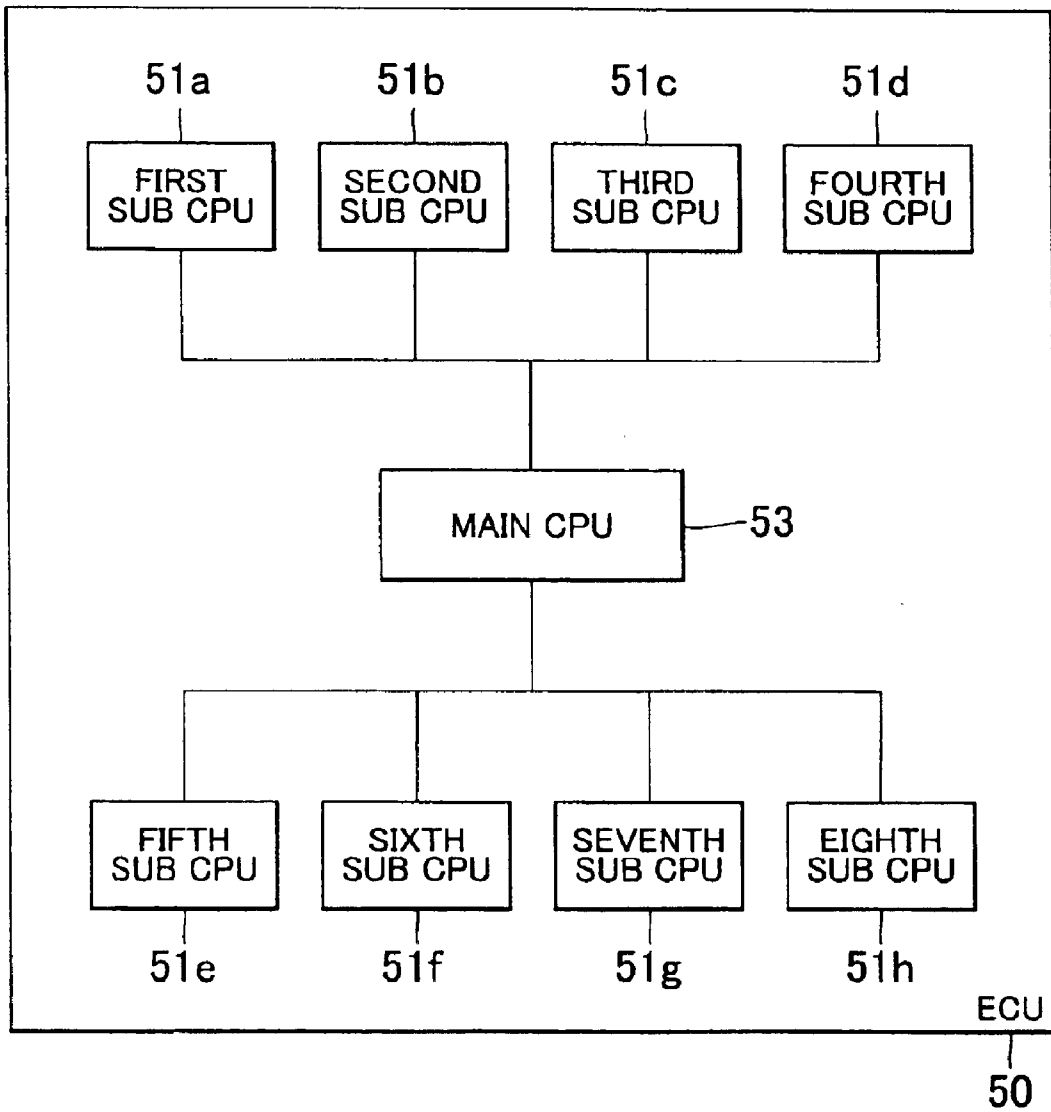 51a 51b 51c 51d
FIRST SUB CPU
SECOND SUB CPU
THIRD SUB CPU
FOURTH SUB CPU
MAIN CPU
53
FIFTH SUB CPU
SIXTH SUB CPU
SEVENTH SUB CPU
EIGHTH SUB CPU
51e 51f 51g 51h
ECU
50